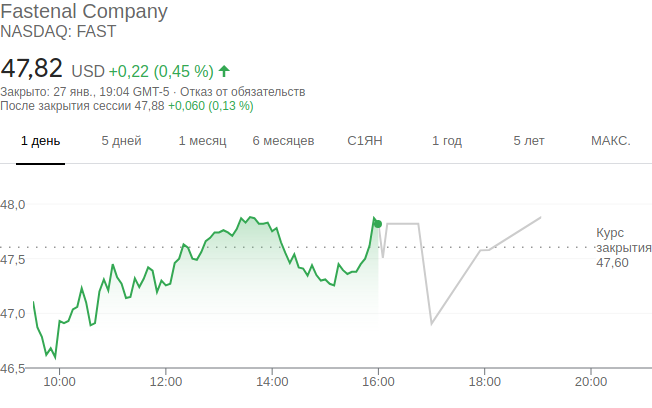 Fastenal Company
NASDAQ: FAST
47,82 USD +0,22 (0,45 %)
Закрыто: 27 янв., 19:04 GMT-5 · Отказ от обязательств
После закрытия сессии 47,88 +0,060 (0,13 %)
1 день 5 дней 1 месяц 6 месяцев С1ЯН 1 год 5 лет МАКС.
48,0
Курс
закрытия
47,60
47,5
47,0
46,5
10:00 12:00 14:00 16:00 18:00 20:00